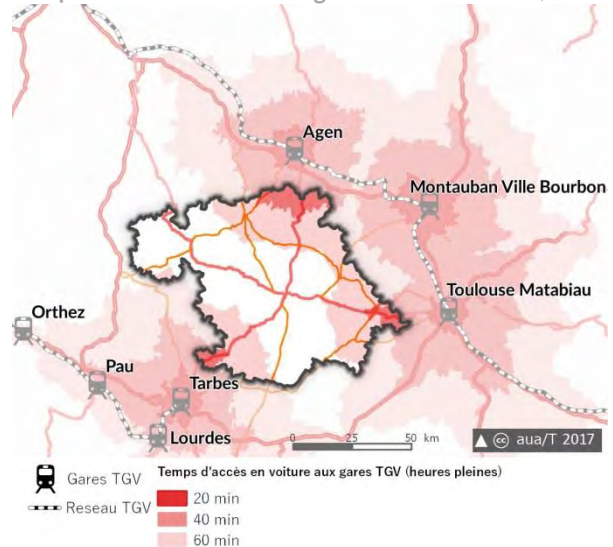 Agen
Montauban Ville Bourbon
Toulouse Matabiau
Orthez
Pau
Tarbes
Lourdes
0 25 50 km
▲ cc aua/T 2017
Gares TGV
Reseau TGV
Temps d'accès en voiture aux gares TGV (heures pleines)
20 min
40 min
60 min